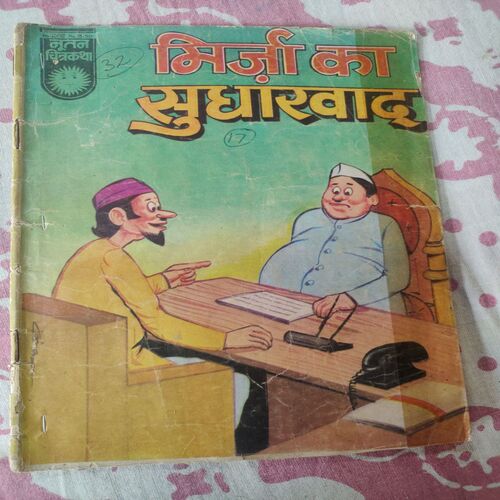 नूतन
चित्रकथा
32
मिर्ज़ा का
सुधारवाद
17